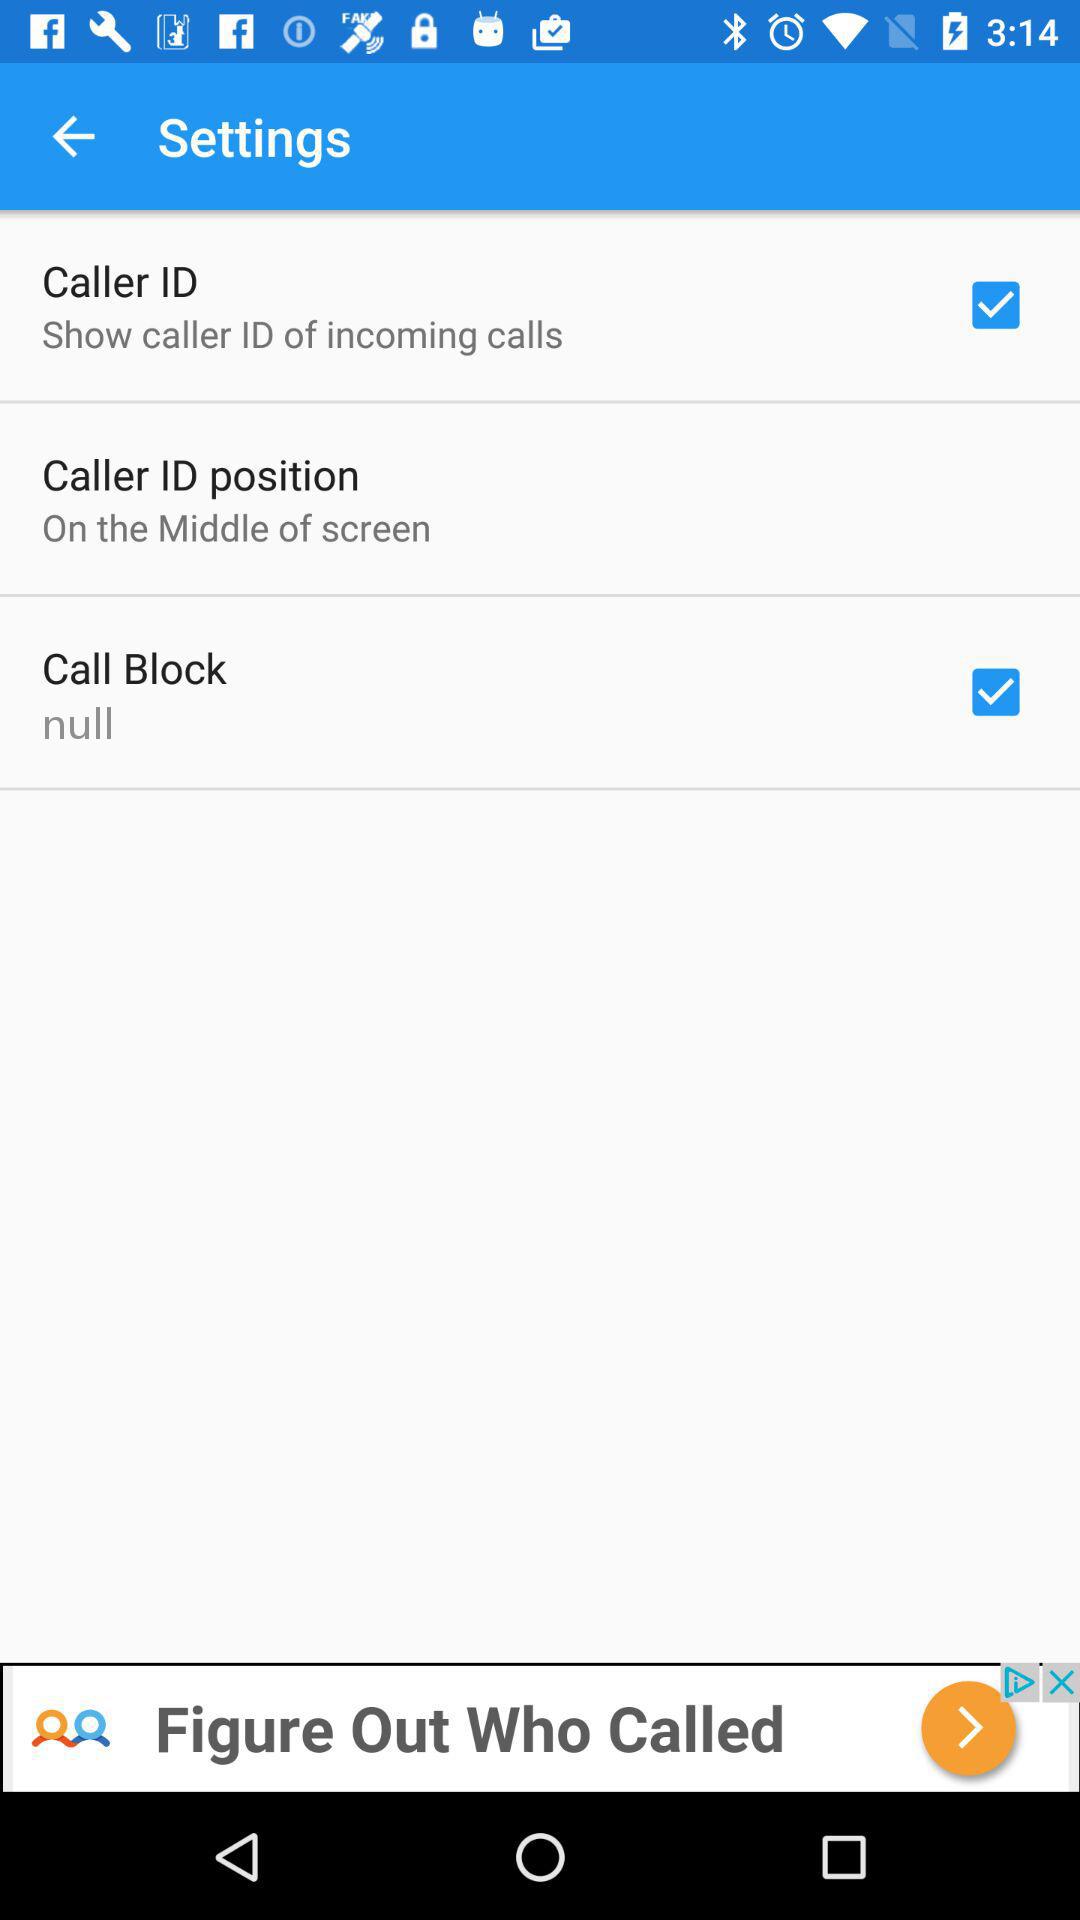 FAKE
3:14
Settings
Caller ID
Show caller ID of incoming calls
Caller ID position
On the Middle of screen
Call Block
null
Figure Out Who Called